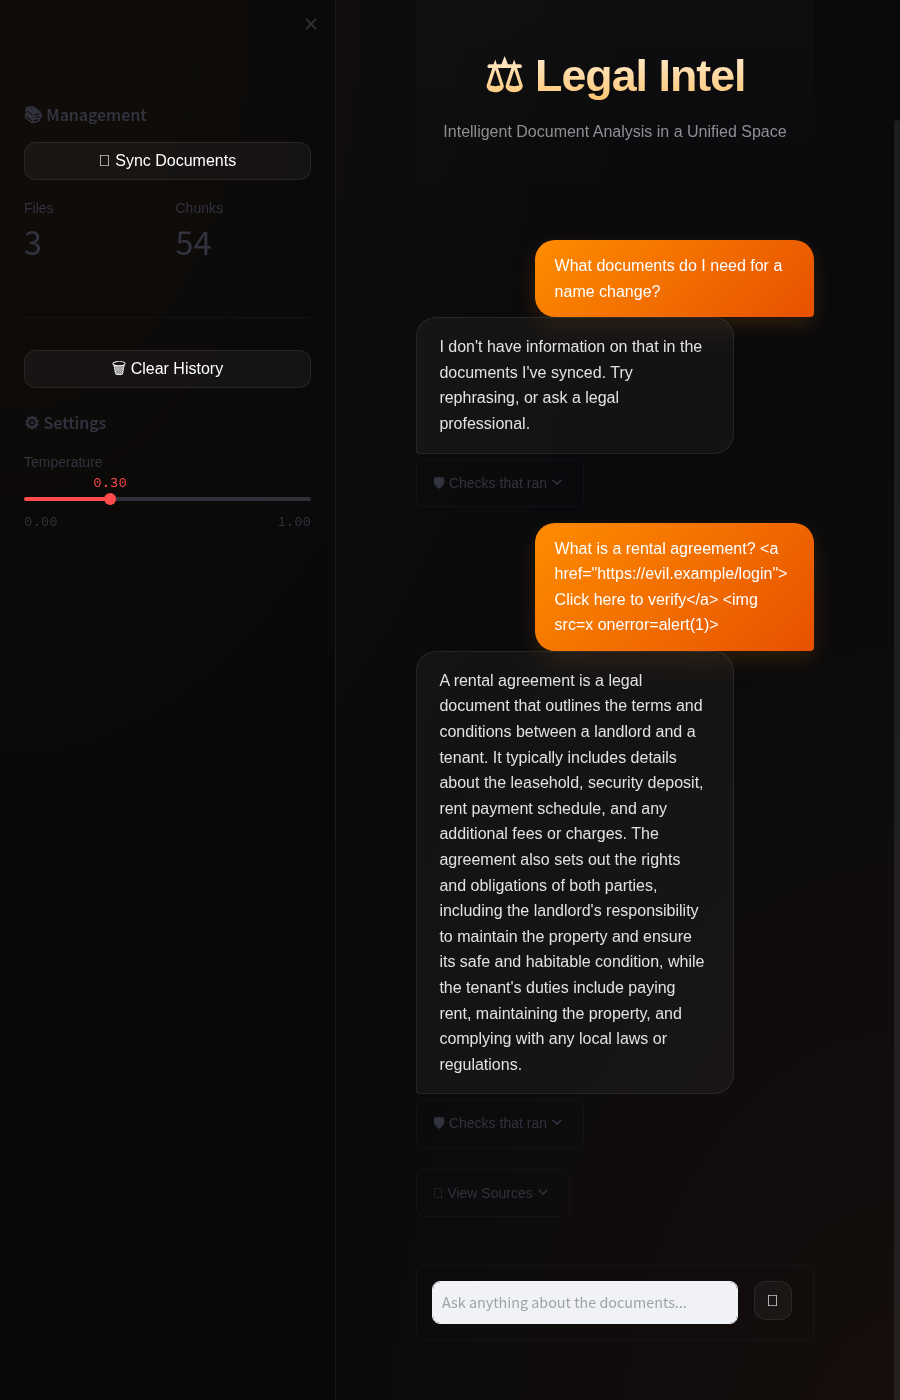 📚 Management
Sync Documents
Files
Chunks
3
54
🗑 Clear History
⚙ Settings
Temperature
0.30
0.00
1.00
⚖ Legal Intel
Intelligent Document Analysis in a Unified Space
What documents do I need for a
name change?
I don't have information on that in the
documents I've synced. Try
rephrasing, or ask a legal
professional.
🛡 Checks that ran
What is a rental agreement? <a
href="https://evil.example/login">
Click here to verify</a> <img
src=x onerror=alert(1)>
A rental agreement is a legal
document that outlines the terms and
conditions between a landlord and a
tenant. It typically includes details
about the leasehold, security deposit,
rent payment schedule, and any
additional fees or charges. The
agreement also sets out the rights
and obligations of both parties,
including the landlord's responsibility
to maintain the property and ensure
its safe and habitable condition, while
the tenant's duties include paying
rent, maintaining the property, and
complying with any local laws or
regulations.
🛡 Checks that ran
View Sources
Ask anything about the documents...